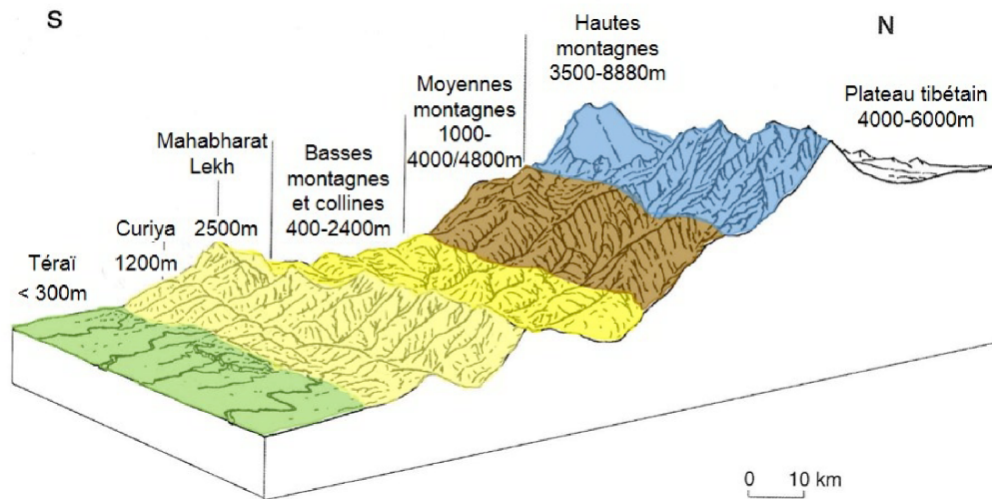 S
N
Hautes
montagnes
3500-8880m
Plateau tibétain
4000-6000m
Moyennes
montagnes
1000-
4000/4800m
Mahabharat
Lekh
2500m
Basses
montagnes
et collines
400-2400m
Curiya
1200m
Téraï
< 300m
0 10 km